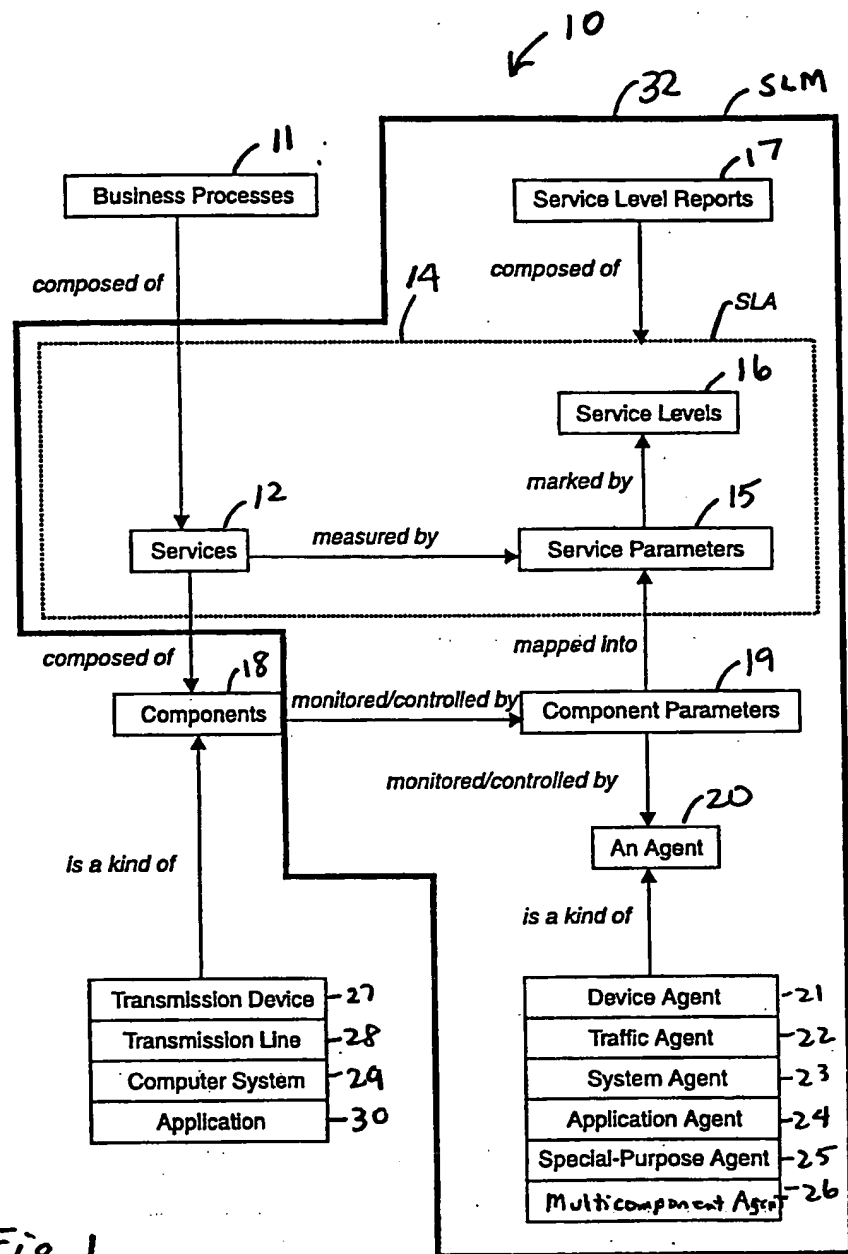 10
32 SLM
11 17
Business Processes Service Level Reports
composed of composed of
14 SLA
16
Service Levels
marked by
12 15
Services measured by Service Parameters
composed of mapped into
18 19
Components monitored/controlled by Component Parameters
monitored/controlled by
20
An Agent
is a kind of is a kind of
Transmission Device 27 Device Agent 21
Transmission Line 28 Traffic Agent 22
Computer System 29 System Agent 23
Application 30 Application Agent 24
Special-Purpose Agent 25
Multicomponent Agent 26
Fig. 1